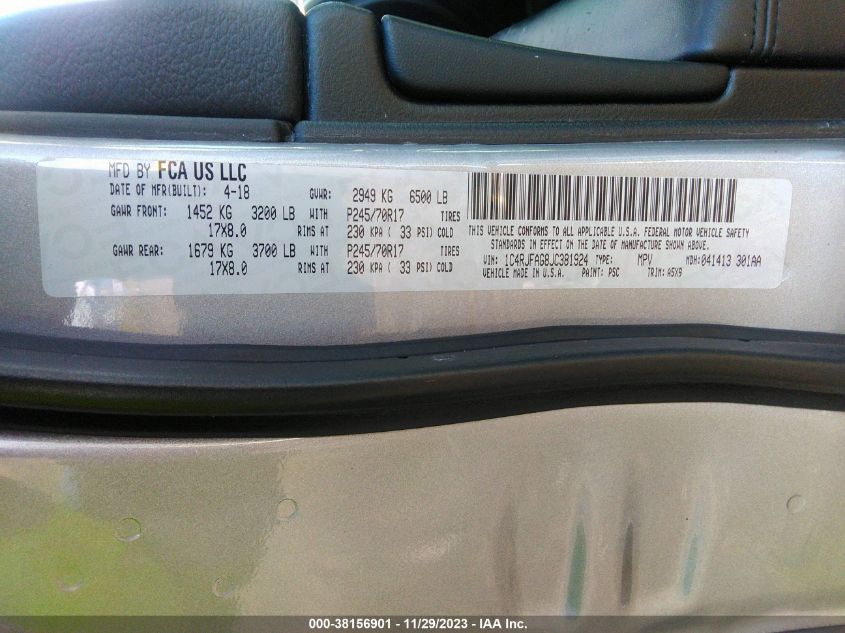 MFD BY FCA US LLC
DATE OF MFR(BUILT): 4-18 GVWR: 2949 KG 6500 LB
GAWR FRONT: 1452 KG 3200 LB WITH P245/70R17 TIRES
17X8.0 RIMS AT 230 KPA ( 33 PSI) COLD
GAWR REAR: 1679 KG 3700 LB WITH P245/70R17 TIRES
17X8.0 RIMS AT 230 KPA ( 33 PSI) COLD
THIS VEHICLE CONFORMS TO ALL APPLICABLE U.S.A. FEDERAL MOTOR VEHICLE SAFETY
STANDARDS IN EFFECT ON THE DATE OF MANUFACTURE SHOWN ABOVE.
VIN: 1C4RJFAG8JC381924 TYPE: MPV MDH:041413 301AA
VEHICLE MADE IN U.S.A. PAINT: PSC TRIM: A5X9
000-38156901 - 11/29/2023 - IAA Inc.